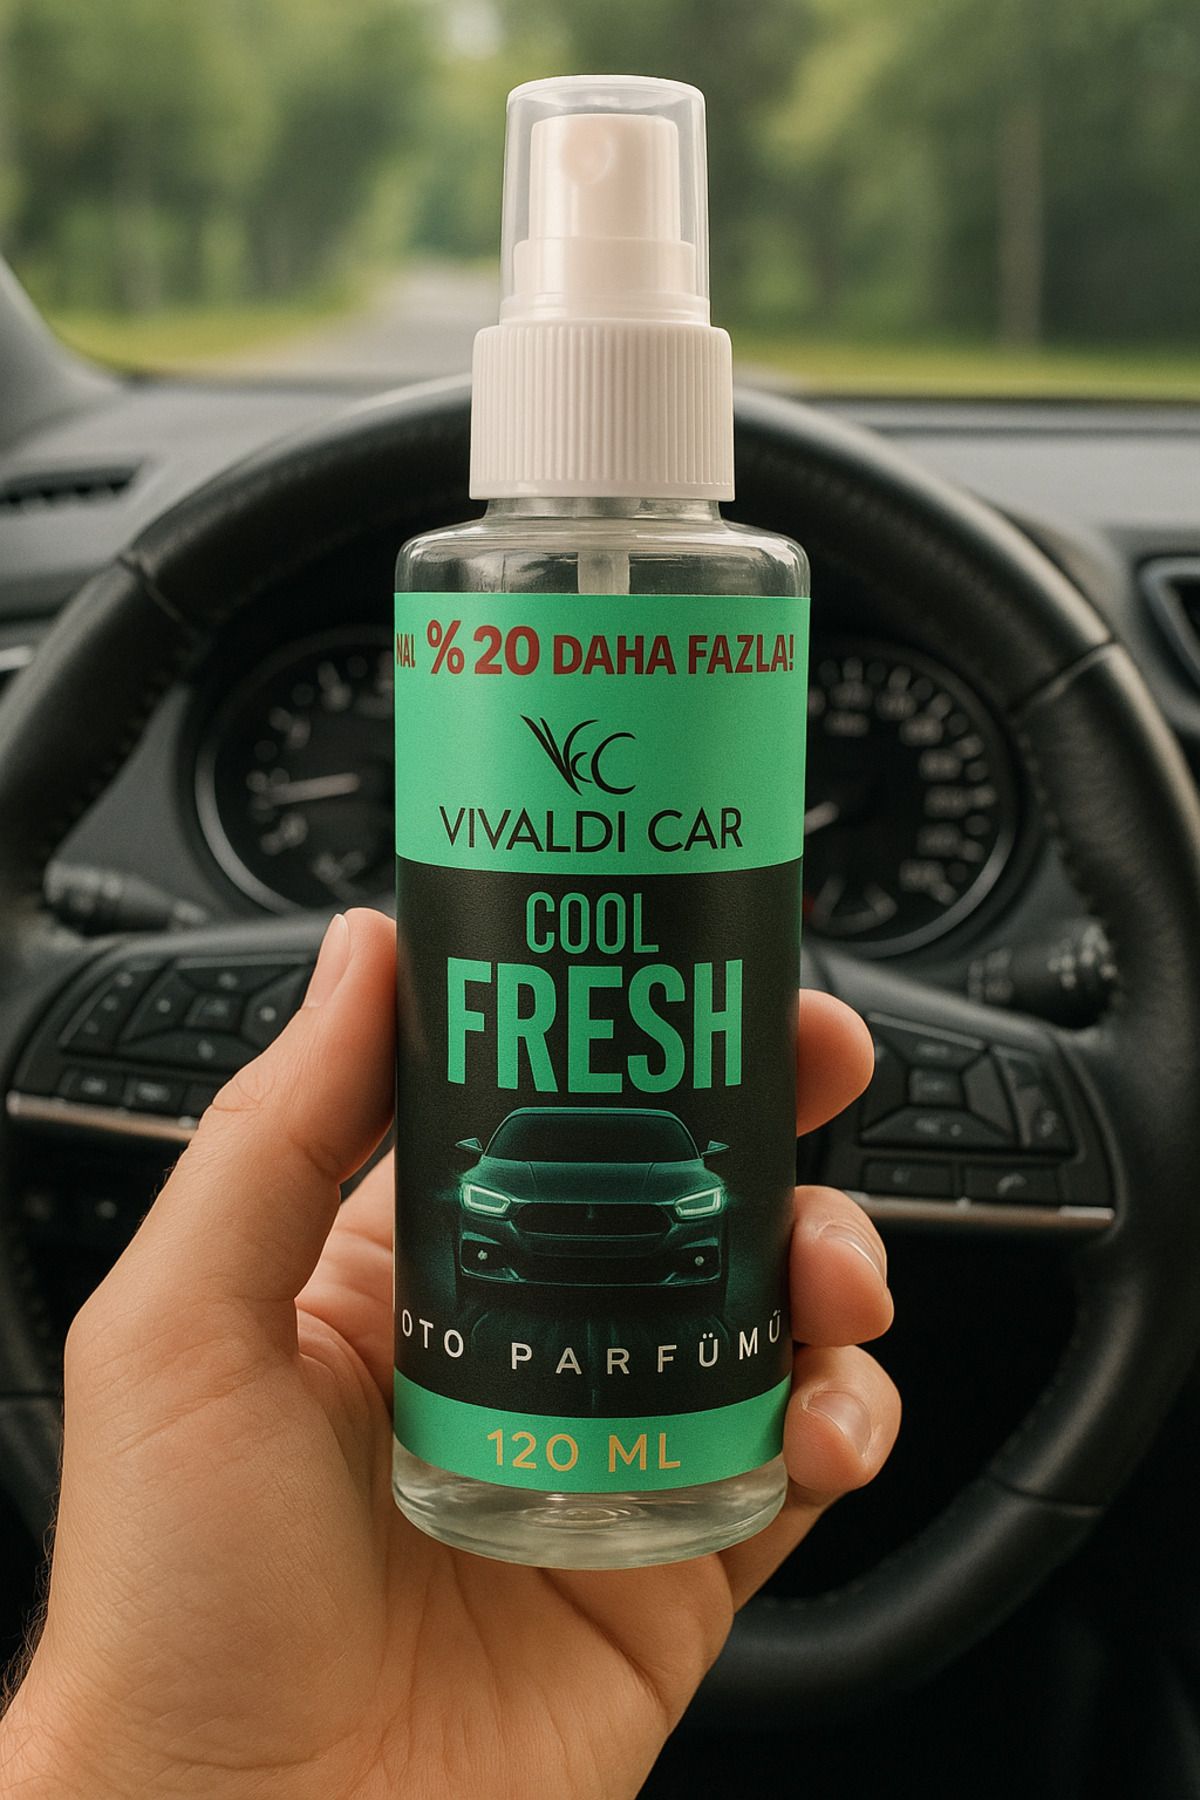 %20 DAHA FAZLA!
VCC
VIVALDI CAR
COOL
FRESH
OTO PARFÜMÜ
120 ML